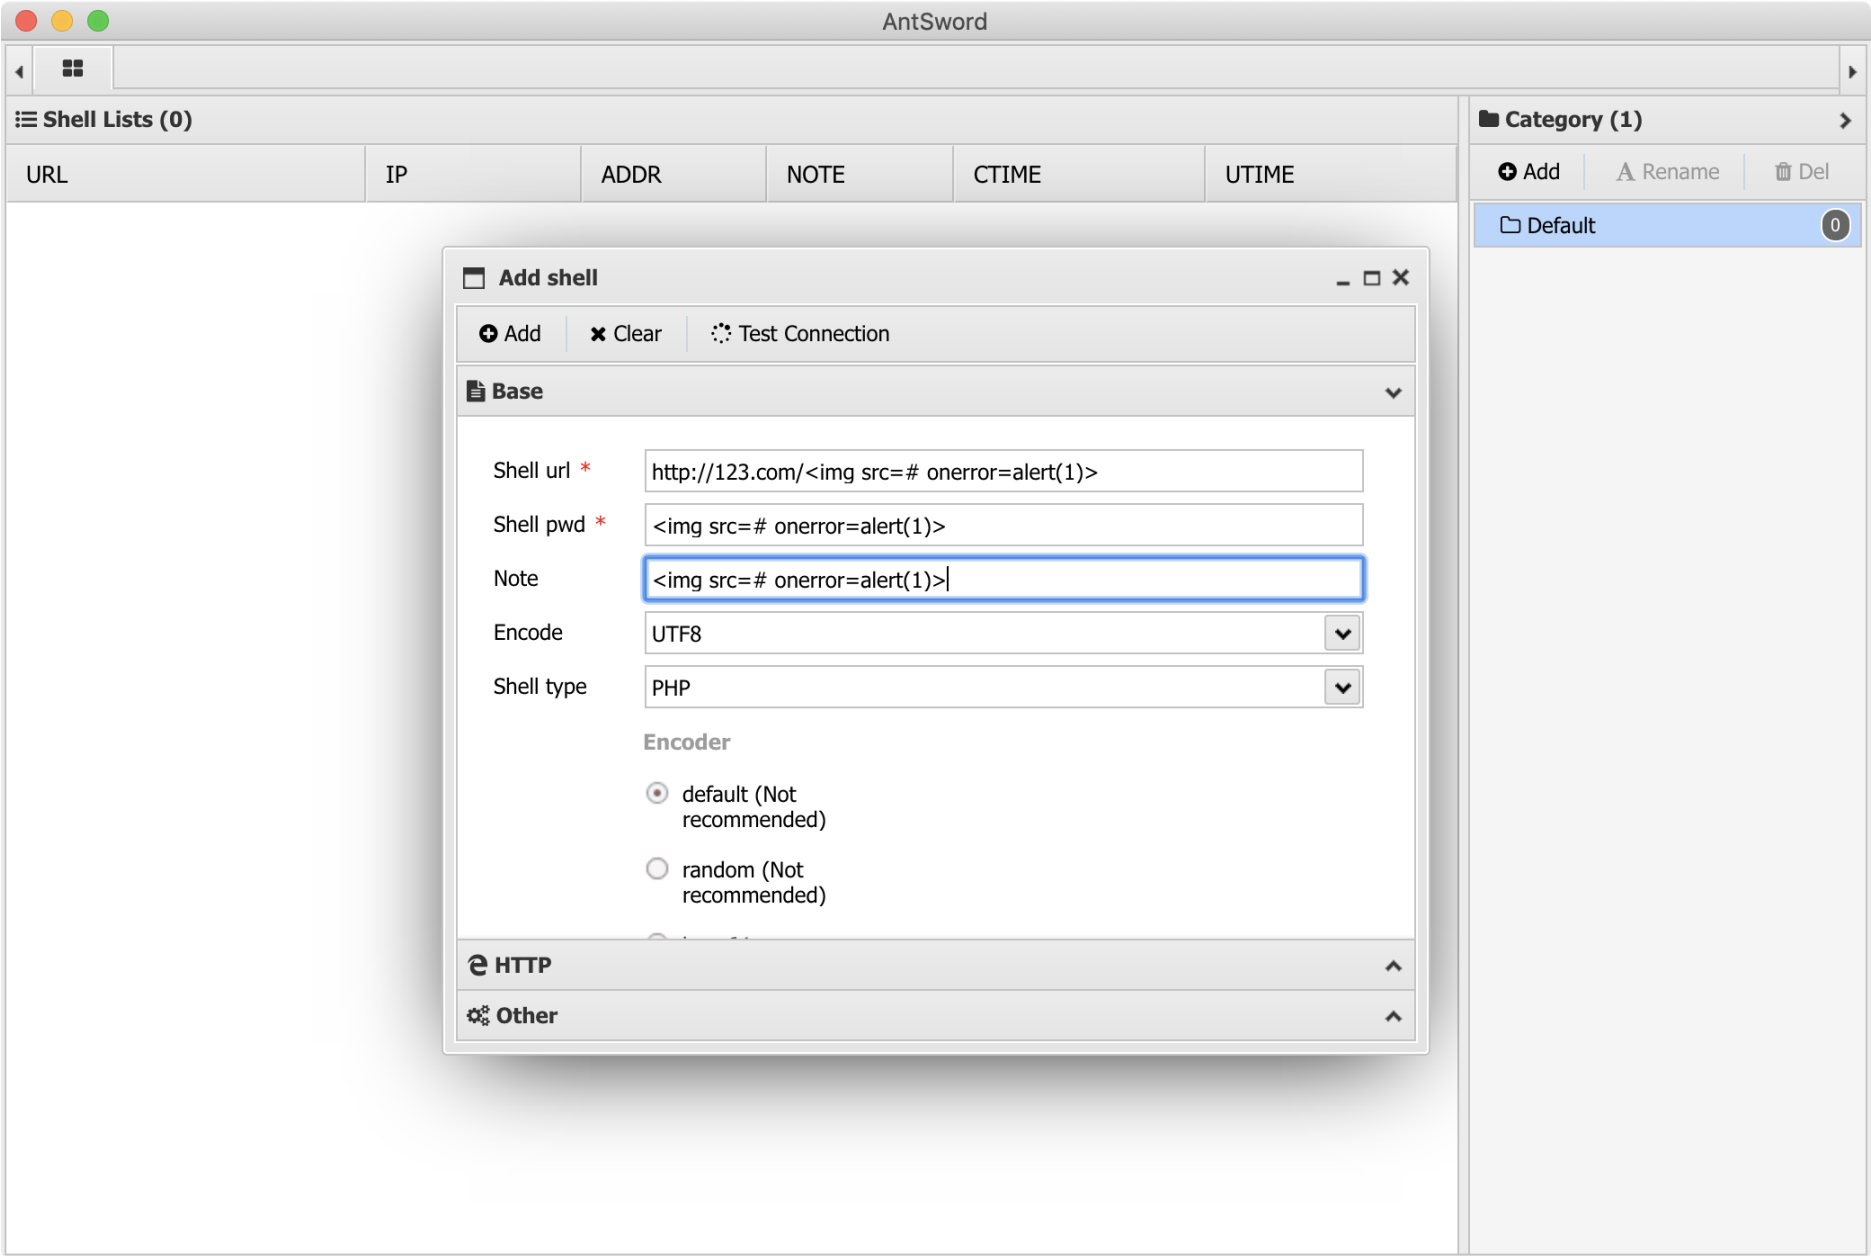 AntSword
Shell Lists (0)
Category (1)
URL IP ADDR NOTE CTIME UTIME
Add Rename Del
Default 0
Add shell
Add Clear Test Connection
Base
Shell url * http://123.com/<img src=# onerror=alert(1)>
Shell pwd * <img src=# onerror=alert(1)>
Note <img src=# onerror=alert(1)>
Encode UTF8
Shell type PHP
Encoder
default (Not
recommended)
random (Not
recommended)
HTTP
Other